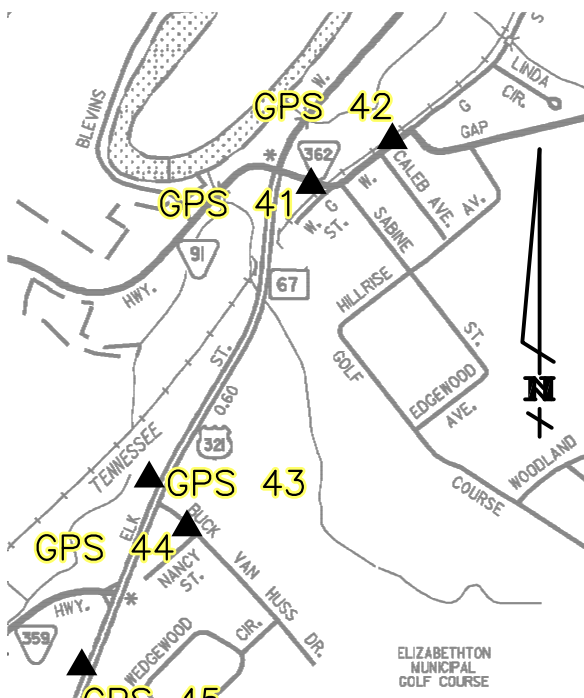 LINDA
CIR.
W.
G
GPS 42
GAP
BLEVINS
362
CALEB AVE.
AV.
W.
GPS 41
W. G
ST.
SABINE
91
67
HWY.
HILLRISE
ST.
GOLF
ST.
0.60
EDGEWOOD
AVE.
N
321
TENNESSEE
WOODLAND
GPS 43
COURSE
ELK
BUCK
GPS 44
VAN HUSS DR.
NANCY
ST.
HWY.
359
WEDGEWOOD
CIR.
ELIZABETHTON
MUNICIPAL
GOLF COURSE
GPS 45